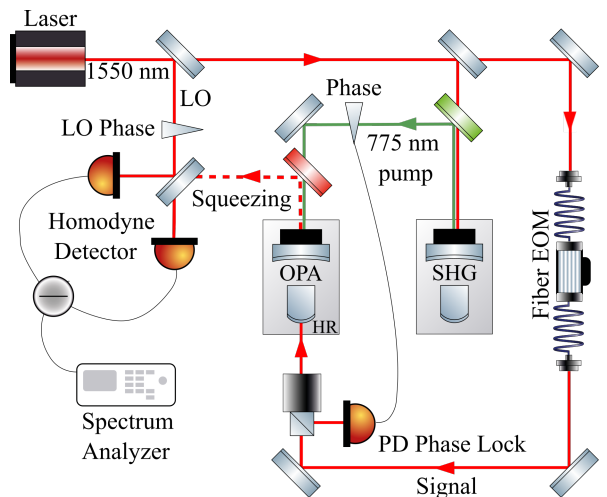 Laser
1550 nm
LO
LO Phase
Phase
775 nm
pump
Squeezing
Homodyne
Detector
OPA
HR
SHG
Fiber EOM
Spectrum
Analyzer
PD Phase Lock
Signal